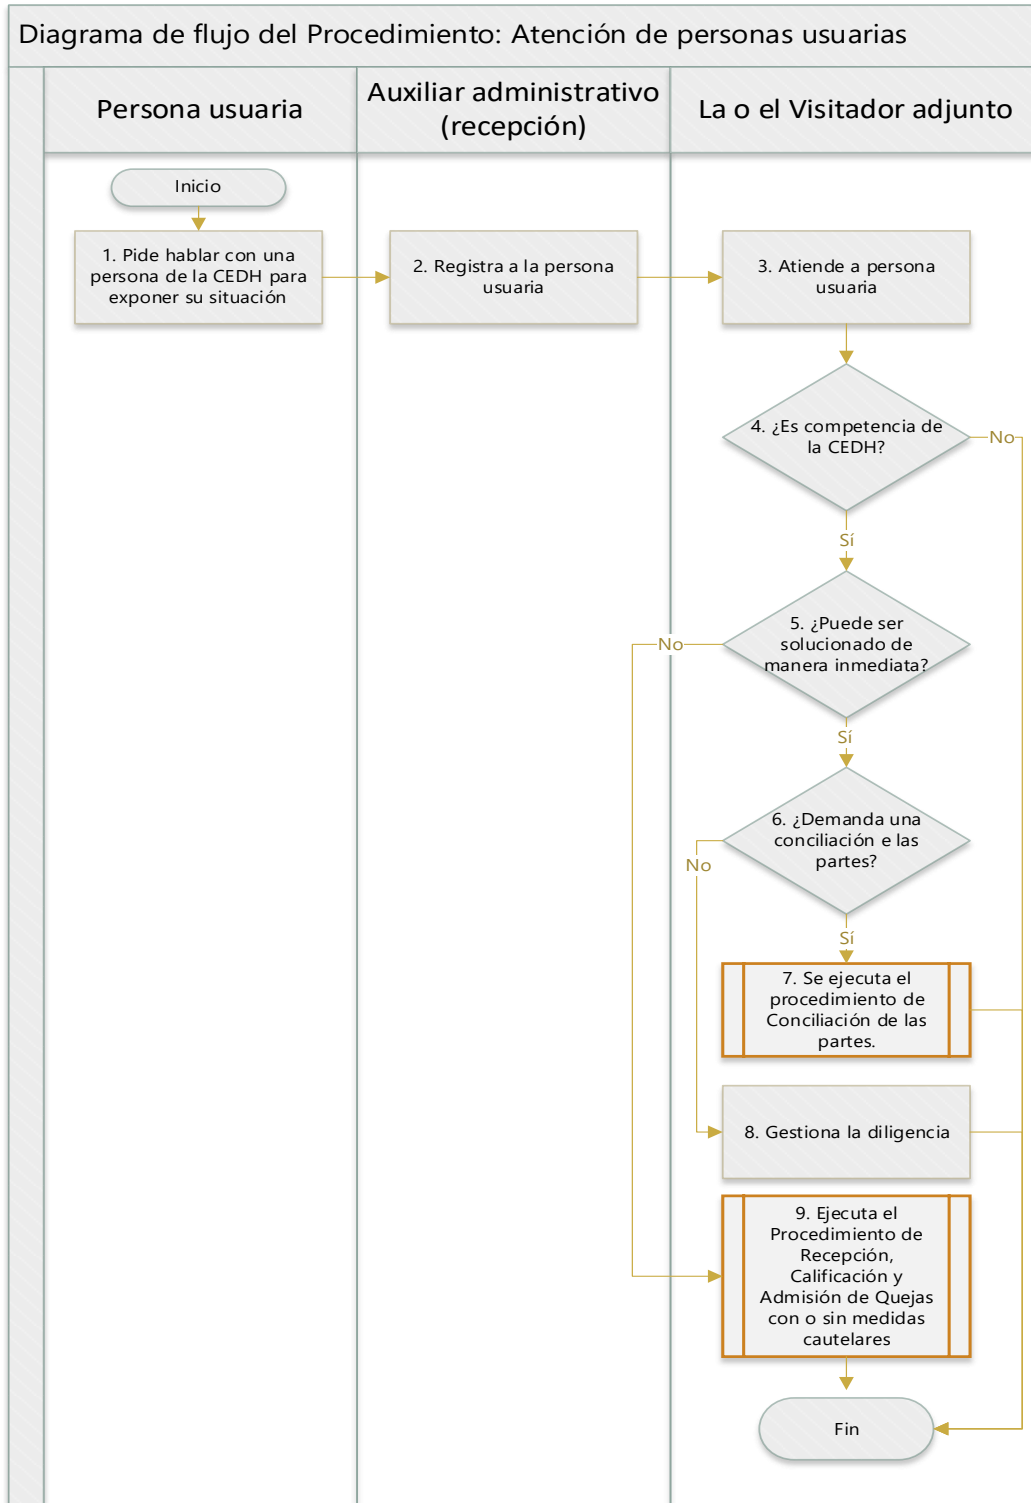 Diagrama de flujo del Procedimiento: Atención de personas usuarias
Persona usuaria
Auxiliar administrativo
(recepción)
La o el Visitador adjunto
Inicio
1. Pide hablar con una
persona de la CEDH para
exponer su situación
2. Registra a la persona
usuaria
3. Atiende a persona
usuaria
4. ¿Es competencia de
la CEDH?
No
Sí
5. ¿Puede ser
solucionado de
manera inmediata?
No
Sí
6. ¿Demanda una
conciliación e las
partes?
No
Sí
7. Se ejecuta el
procedimiento de
Conciliación de las
partes.
8. Gestiona la diligencia
9. Ejecuta el
Procedimiento de
Recepción,
Calificación y
Admisión de Quejas
con o sin medidas
cautelares
Fin